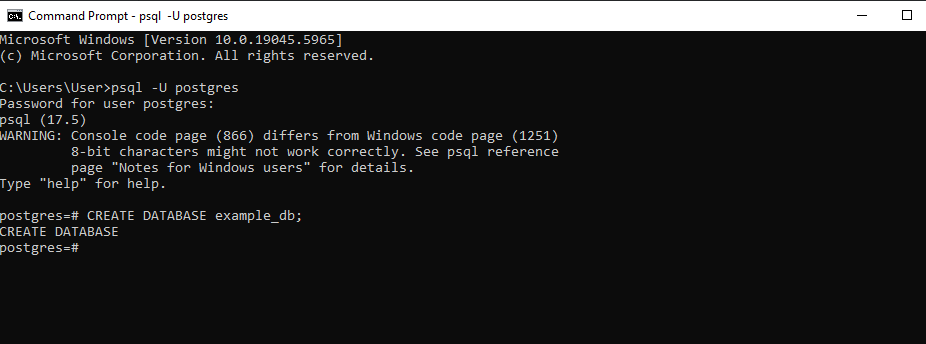 Command Prompt - psql  -U postgres
Microsoft Windows [Version 10.0.19045.5965]
(c) Microsoft Corporation. All rights reserved.
C:\Users\User>psql -U postgres
Password for user postgres:
psql (17.5)
WARNING: Console code page (866) differs from Windows code page (1251)
         8-bit characters might not work correctly. See psql reference
         page "Notes for Windows users" for details.
Type "help" for help.
postgres=# CREATE DATABASE example_db;
CREATE DATABASE
postgres=#